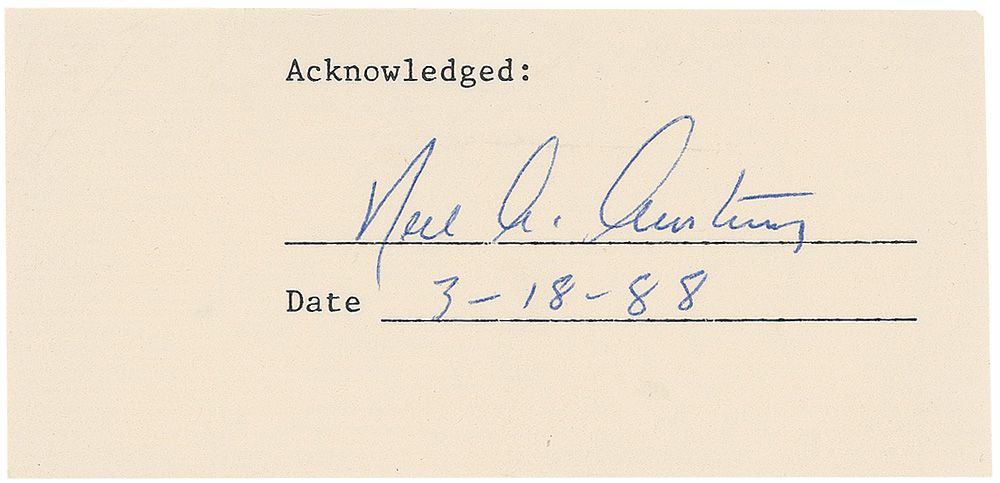 Acknowledged:
Neil A. Armstrong
Date 3-18-88